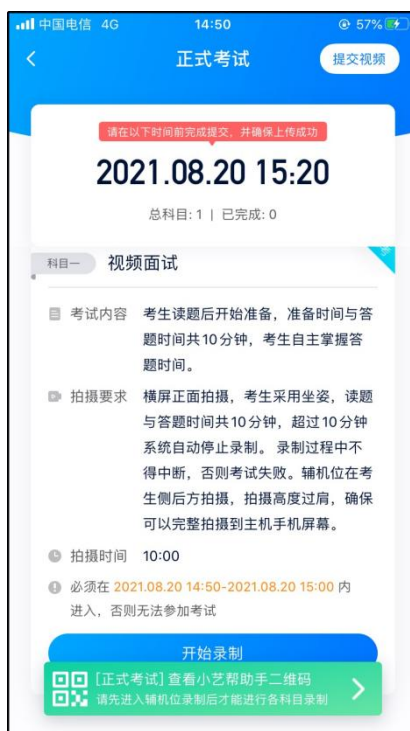 中国电信 4G 14:50 57%
正式考试 提交视频
请在以下时间前完成提交，并确保上传成功
2021.08.20 15:20
总科目: 1 | 已完成: 0
科目一 视频面试
考试内容 考生读题后开始准备，准备时间与答
题时间共10分钟，考生自主掌握答
题时间。
拍摄要求 横屏正面拍摄，考生采用坐姿，读题
与答题时间共10分钟，超过10分钟
系统自动停止录制。 录制过程中不
得中断，否则考试失败。辅机位在考
生侧后方拍摄，拍摄高度过肩，确保
可以完整拍摄到主机手机屏幕。
拍摄时间 10:00
必须在 2021.08.20 14:50-2021.08.20 15:00 内
进入，否则无法参加考试
开始录制
[正式考试] 查看小艺帮助手二维码
请先进入辅机位录制后才能进行各科目录制